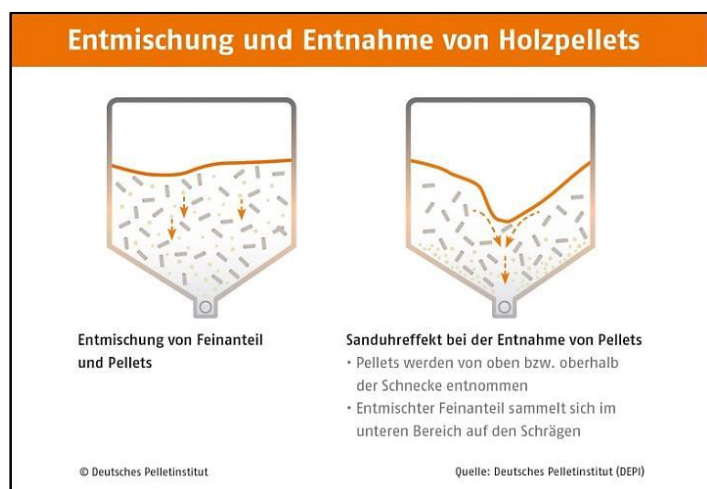 Entmischung und Entnahme von Holzpellets
Entmischung von Feinanteil
und Pellets
Sanduhreffekt bei der Entnahme von Pellets
• Pellets werden von oben bzw. oberhalb
der Schnecke entnommen
• Entmischter Feinanteil sammelt sich im
unteren Bereich auf den Schrägen
© Deutsches Pelletinstitut
Quelle: Deutsches Pelletinstitut (DEPI)